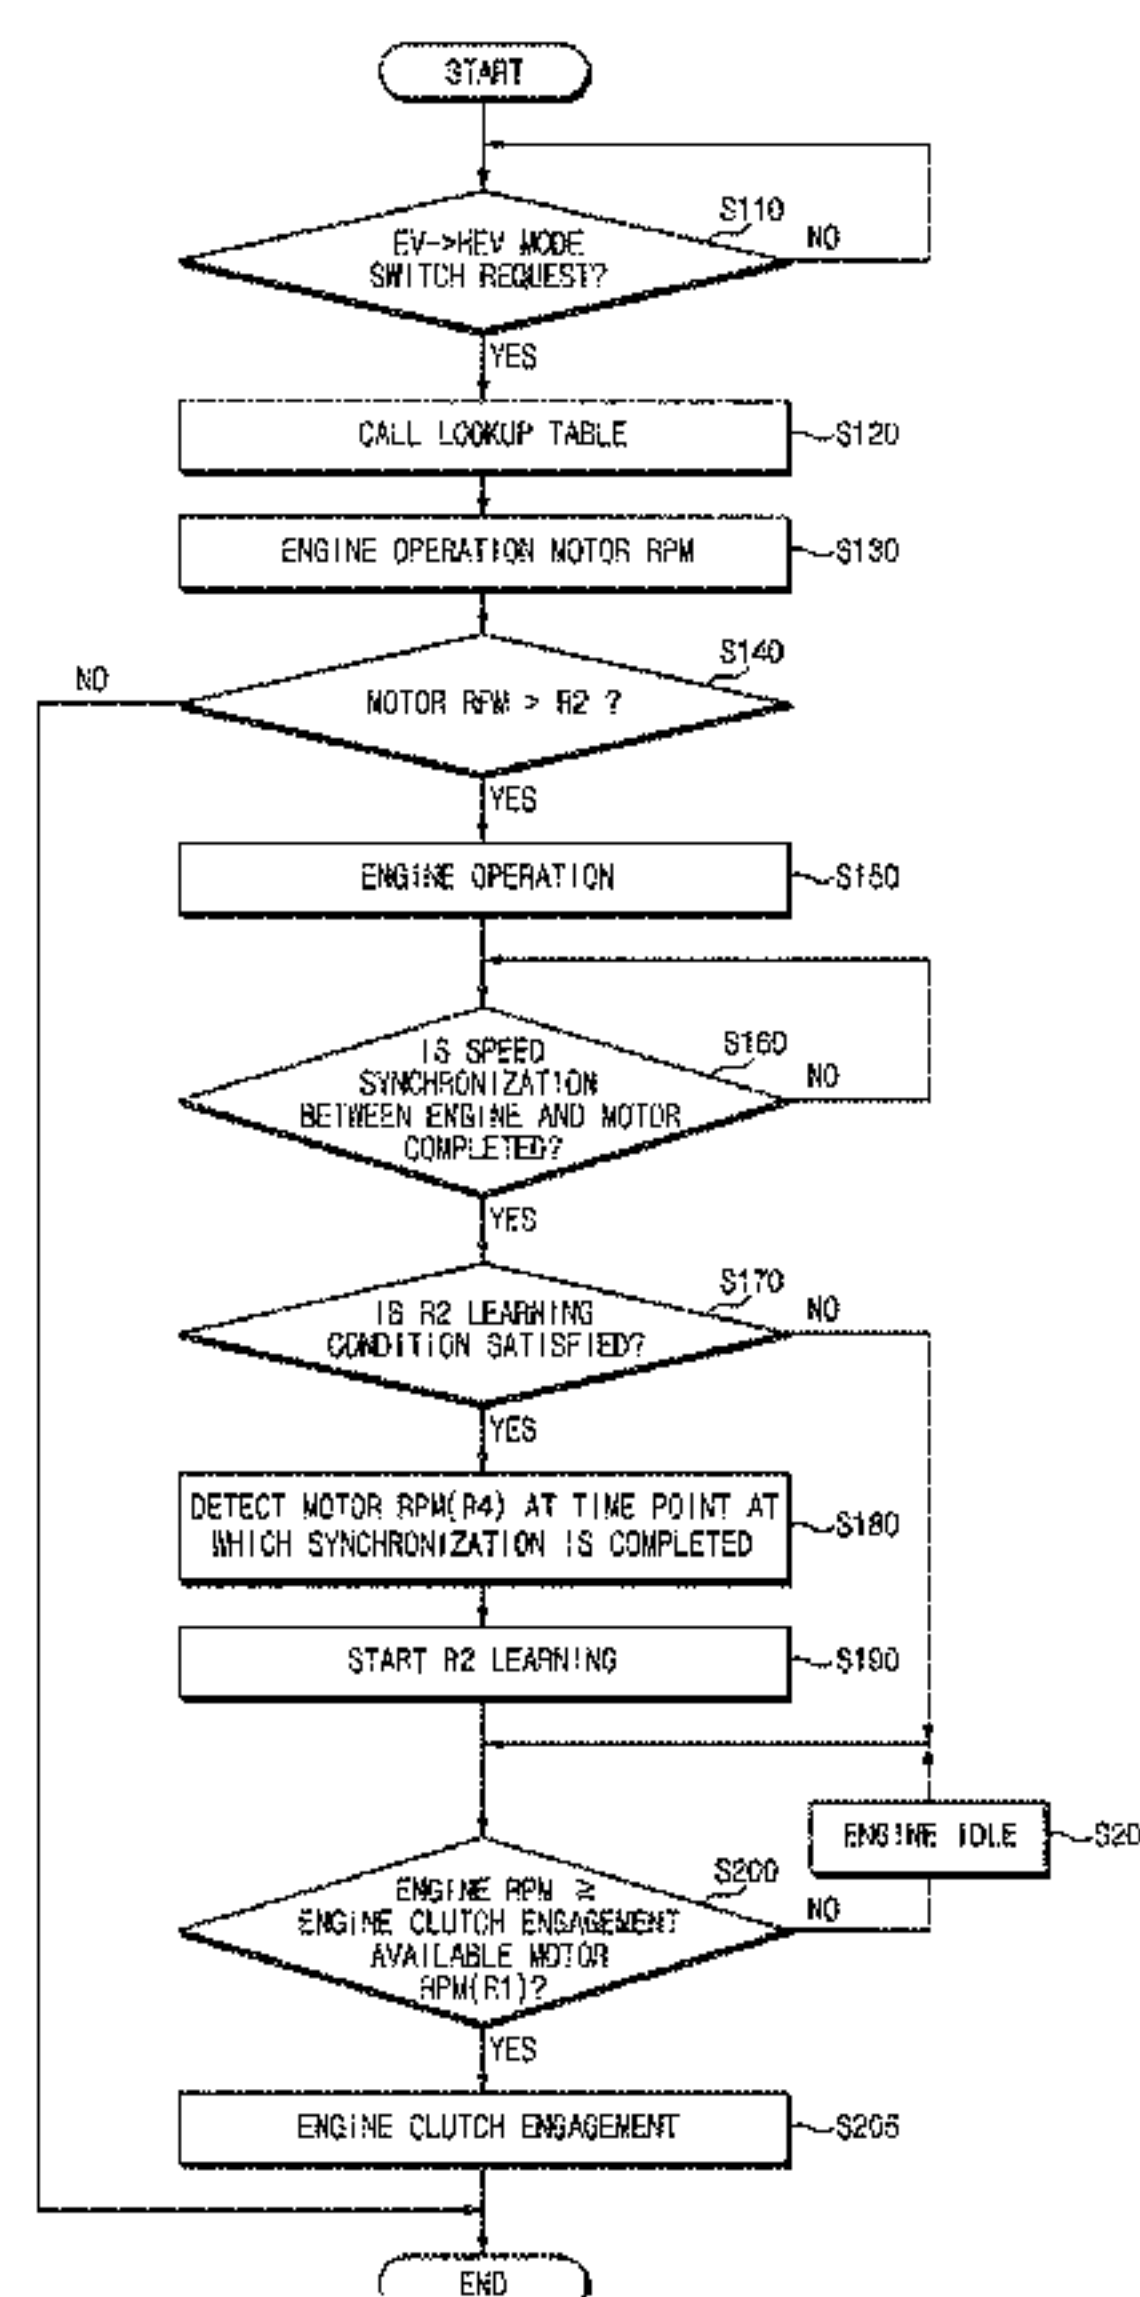 START
S110
EV->HEV MODE
SWITCH REQUEST?
NO
YES
CALL LOOKUP TABLE
S120
ENGINE OPERATION MOTOR RPM
S130
S140
NO
MOTOR RPM > R2 ?
YES
ENGINE OPERATION
S150
S160
IS SPEED
SYNCHRONIZATION
BETWEEN ENGINE AND MOTOR
COMPLETED?
NO
YES
S170
IS R2 LEARNING
CONDITION SATISFIED?
NO
YES
DETECT MOTOR RPM(R4) AT TIME POINT AT
WHICH SYNCHRONIZATION IS COMPLETED
S180
START R2 LEARNING
S190
ENGINE IDLE
S20
S200
ENGINE RPM ≥
ENGINE CLUTCH ENGAGEMENT
AVAILABLE MOTOR
RPM(R1)?
NO
YES
ENGINE CLUTCH ENGAGEMENT
S205
END